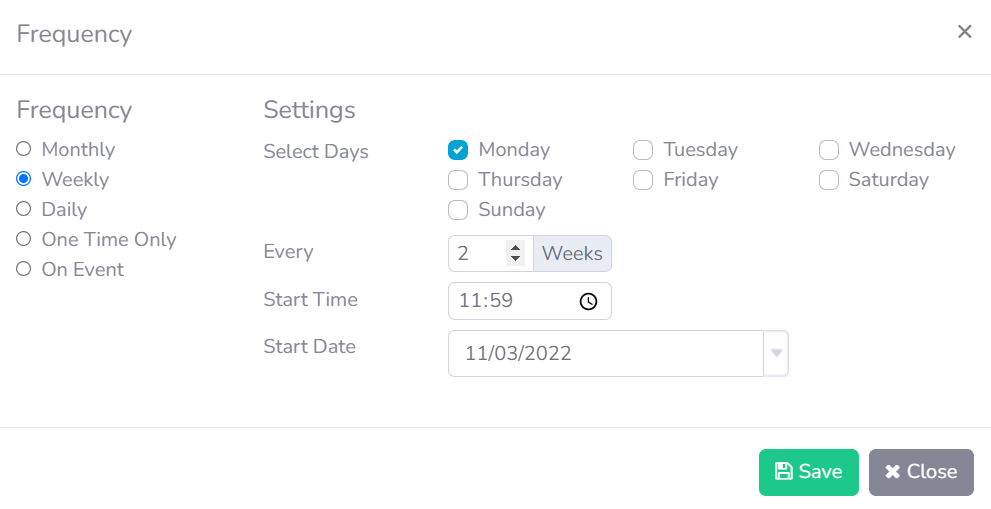 Frequency
Frequency
Monthly
Weekly
Daily
One Time Only
On Event
Settings
Select Days
Monday Tuesday Wednesday
Thursday Friday Saturday
Sunday
Every 2 Weeks
Start Time 11:59
Start Date 11/03/2022
Save Close